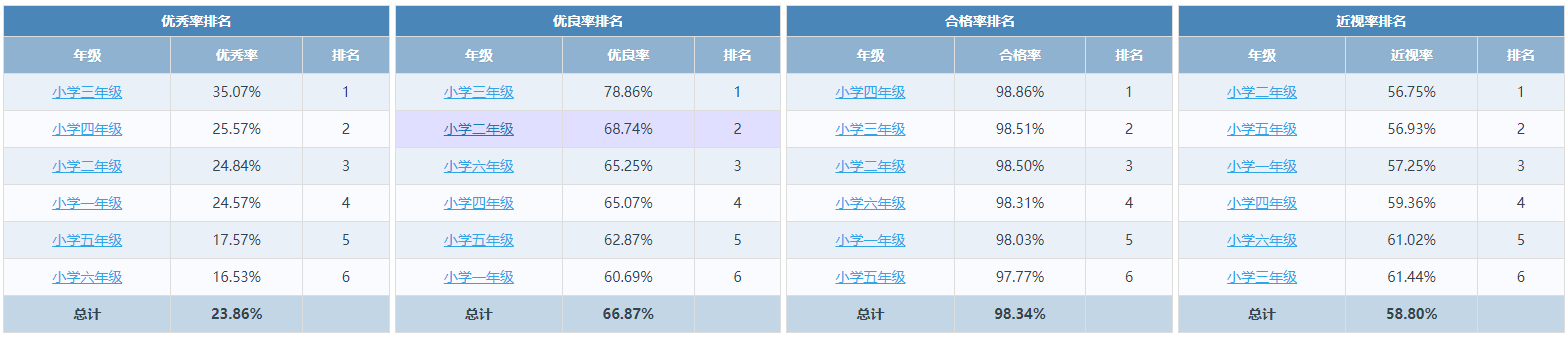 优秀率排名 优良率排名 合格率排名 近视率排名
年级 优秀率 排名 年级 优良率 排名 年级 合格率 排名 年级 近视率 排名
小学三年级 35.07% 1 小学三年级 78.86% 1 小学四年级 98.86% 1 小学二年级 56.75% 1
小学四年级 25.57% 2 小学二年级 68.74% 2 小学三年级 98.51% 2 小学五年级 56.93% 2
小学二年级 24.84% 3 小学六年级 65.25% 3 小学二年级 98.50% 3 小学一年级 57.25% 3
小学一年级 24.57% 4 小学四年级 65.07% 4 小学六年级 98.31% 4 小学四年级 59.36% 4
小学五年级 17.57% 5 小学五年级 62.87% 5 小学一年级 98.03% 5 小学六年级 61.02% 5
小学六年级 16.53% 6 小学一年级 60.69% 6 小学五年级 97.77% 6 小学三年级 61.44% 6
总计 23.86% 总计 66.87% 总计 98.34% 总计 58.80%